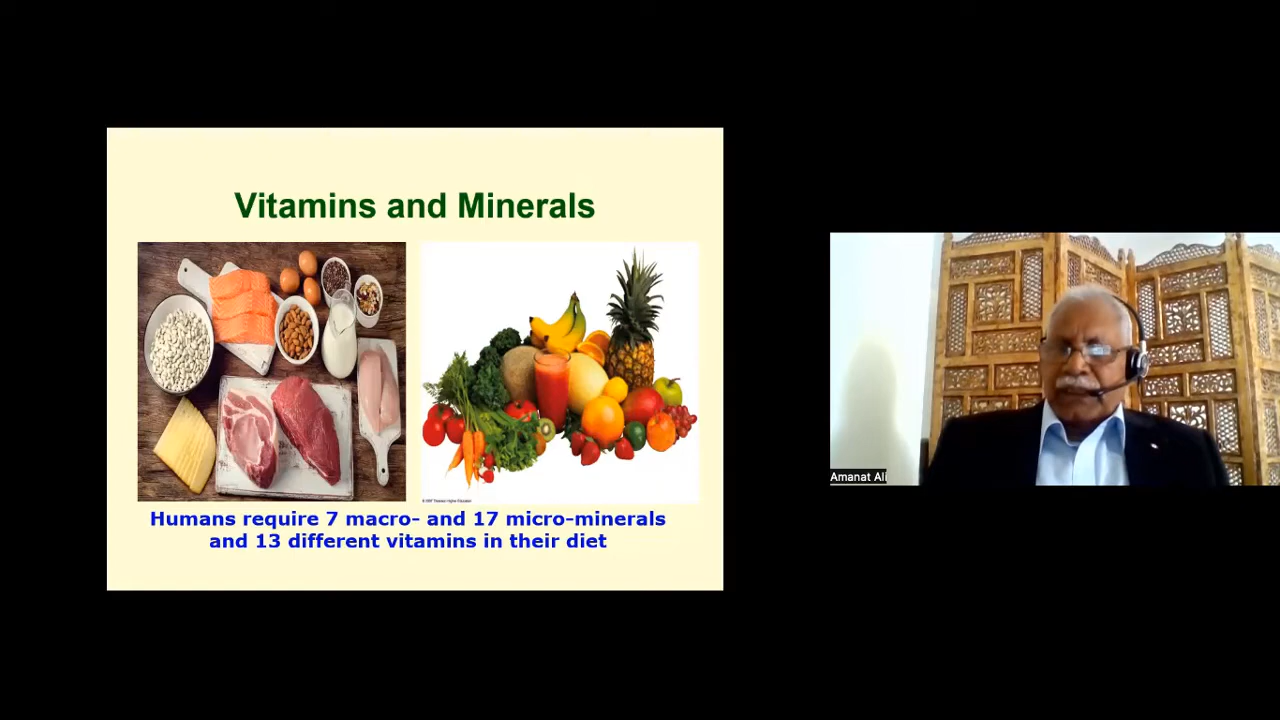 Vitamins and Minerals
Humans require 7 macro- and 17 micro-minerals
and 13 different vitamins in their diet
Amanat Ali